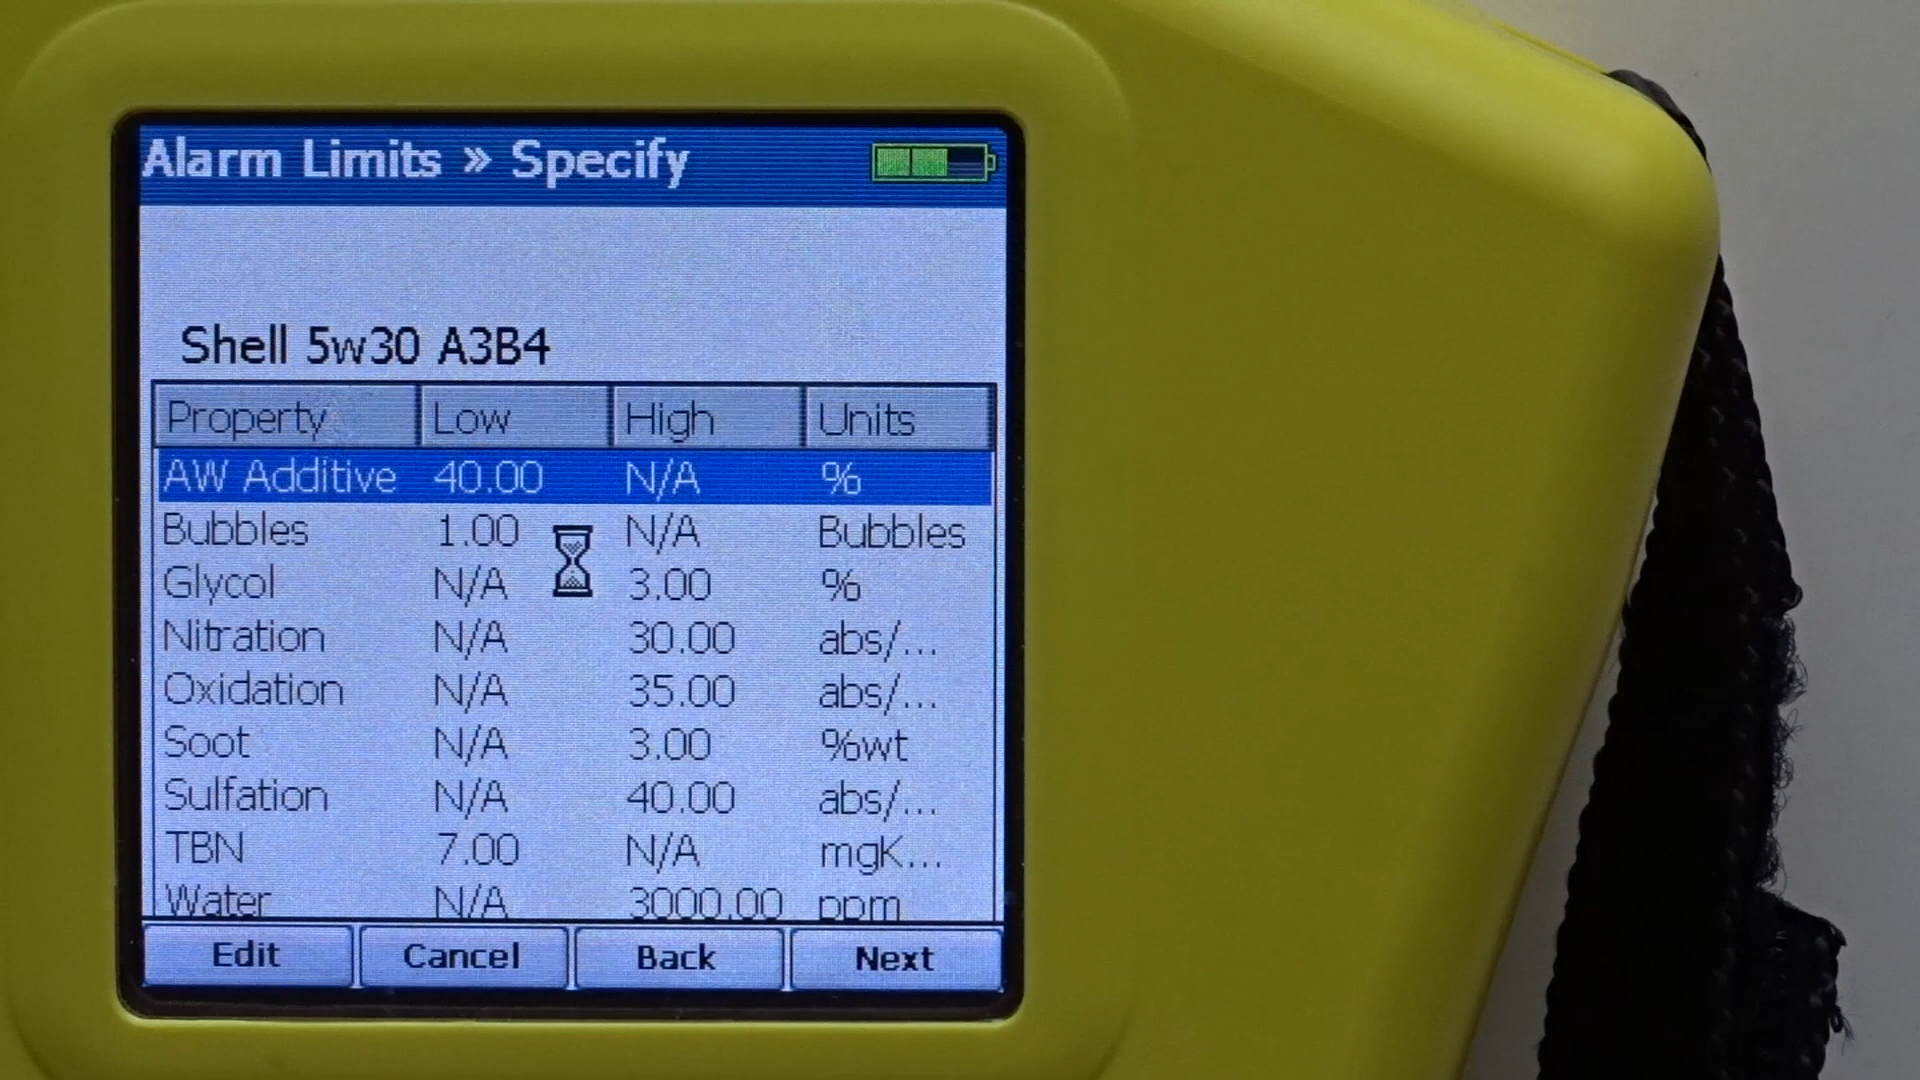 Alarm Limits » Specify
Shell 5w30 A3B4
Property Low High Units
AW Additive 40.00 N/A %
Bubbles 1.00 N/A Bubbles
Glycol N/A 3.00 %
Nitration N/A 30.00 abs/...
Oxidation N/A 35.00 abs/...
Soot N/A 3.00 %wt
Sulfation N/A 40.00 abs/...
TBN 7.00 N/A mgK...
Water N/A 3000.00 ppm
Edit Cancel Back Next